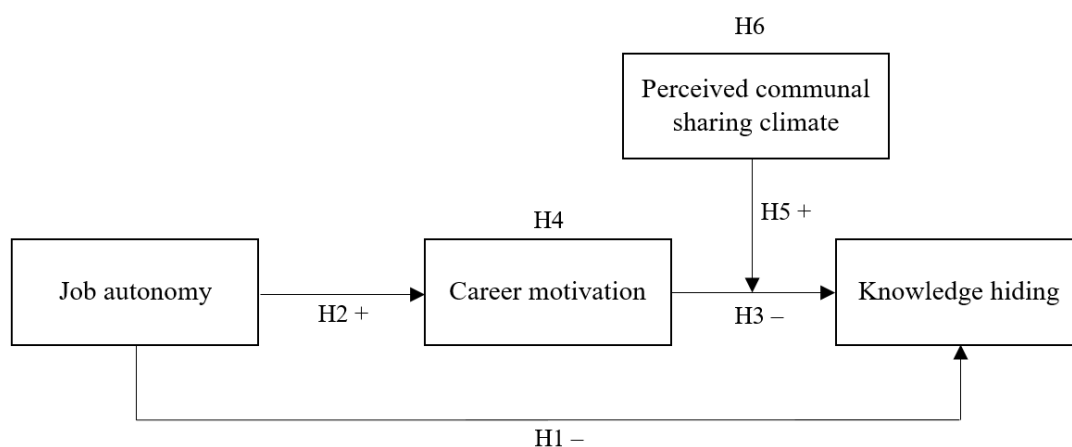 H6
Perceived communal
sharing climate
H4
H5 +
Job autonomy
Career motivation
Knowledge hiding
H2 +
H3 –
H1 –